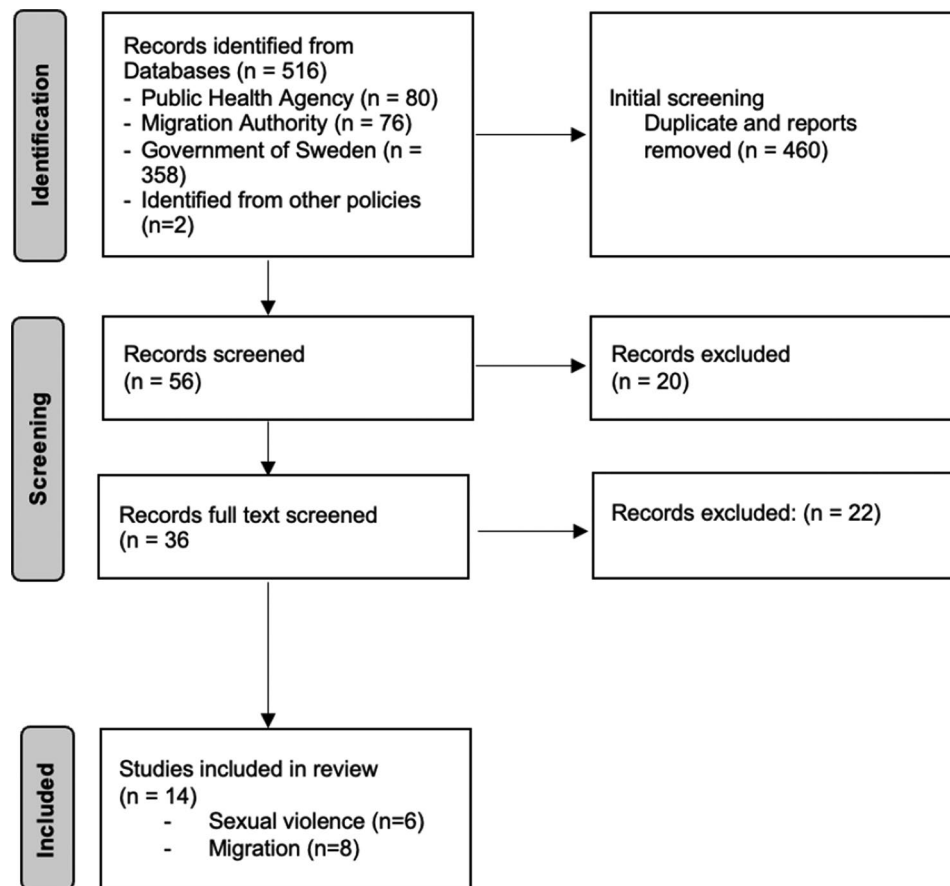 Identification
Records identified from
Databases (n = 516)
- Public Health Agency (n = 80)
- Migration Authority (n = 76)
- Government of Sweden (n =
358)
- Identified from other policies
(n=2)
Initial screening
Duplicate and reports
removed (n = 460)
Screening
Records screened
(n = 56)
Records excluded
(n = 20)
Records full text screened
(n = 36
Records excluded: (n = 22)
Included
Studies included in review
(n = 14)
- Sexual violence (n=6)
- Migration (n=8)